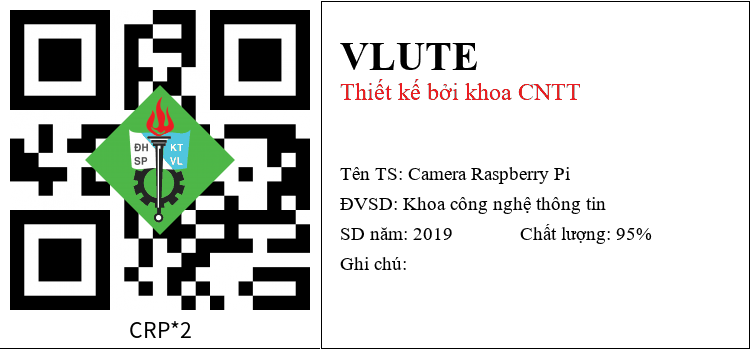 ĐH KT
SP VL
CRP*2
VLUTE
Thiết kế bởi khoa CNTT
Tên TS: Camera Raspberry Pi
ĐVSD: Khoa công nghệ thông tin
SD năm: 2019 Chất lượng: 95%
Ghi chú: